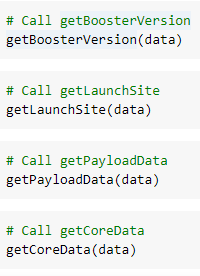 # Call getBoosterVersion
getBoosterVersion(data)
# Call getLaunchSite
getLaunchSite(data)
# Call getPayloadData
getPayloadData(data)
# Call getCoreData
getCoreData(data)